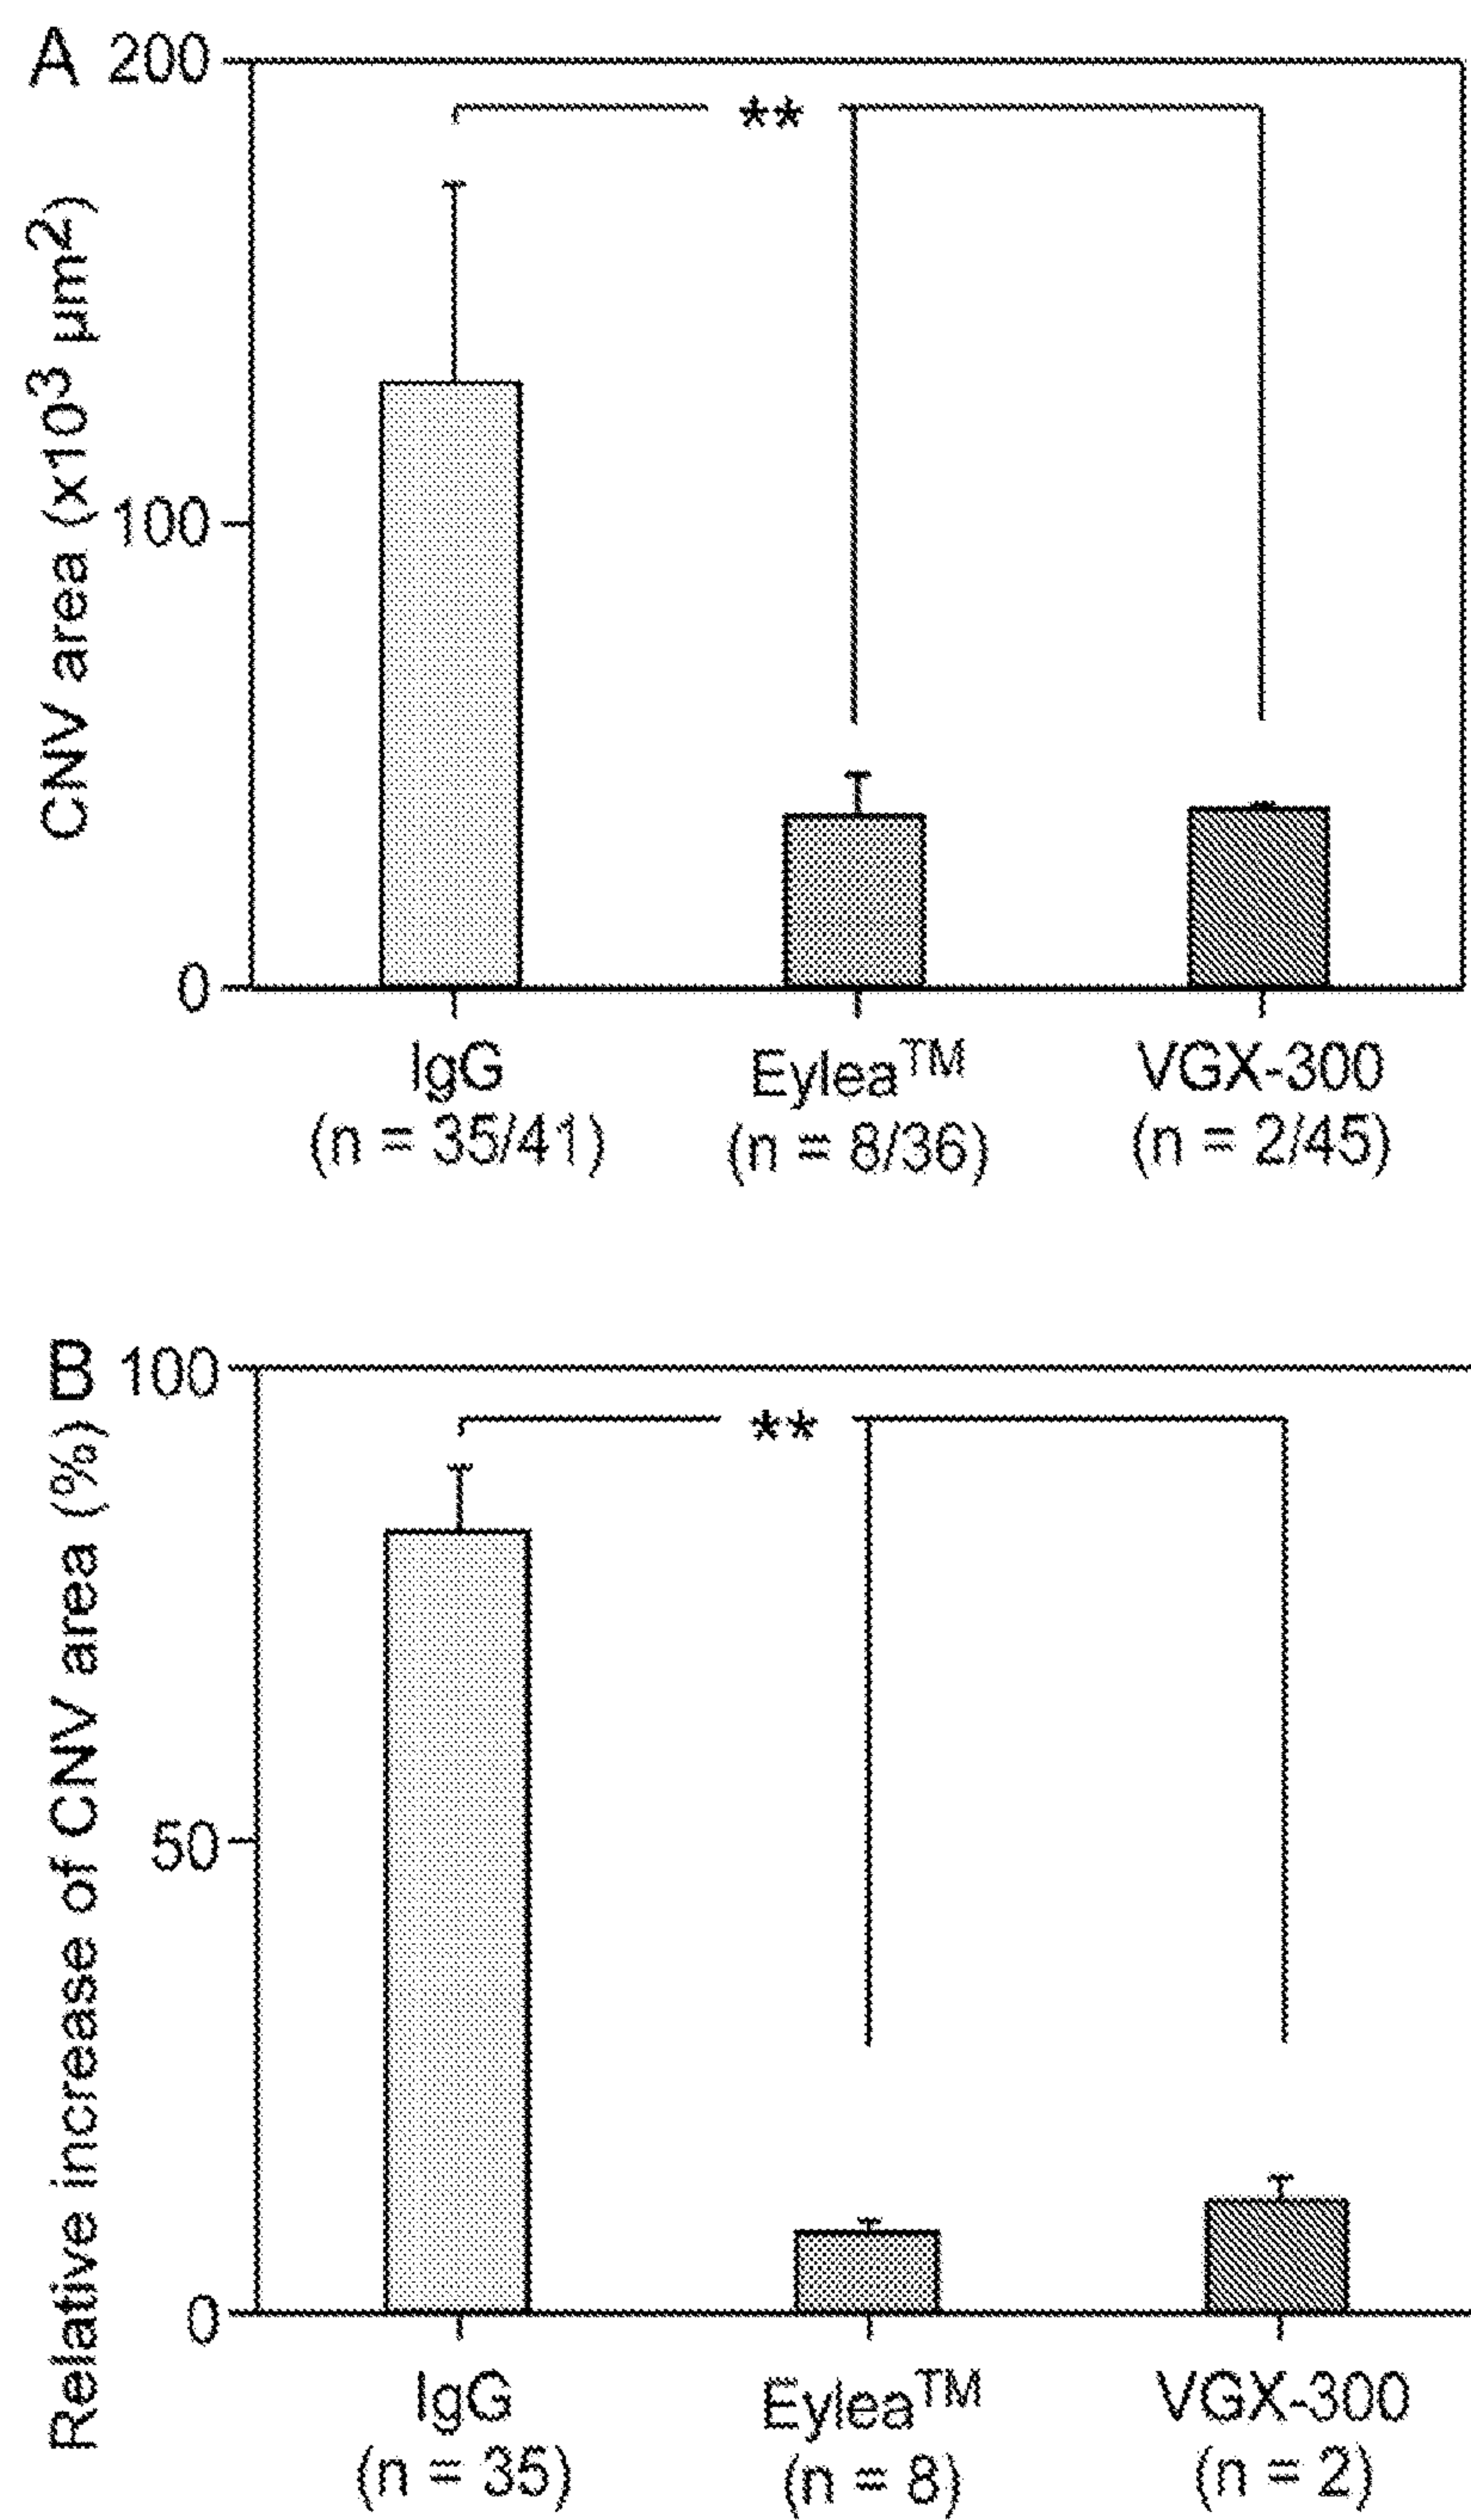 A
200
100
0
CNV area (x10³ µm²)
**
IgG
(n = 35/41)
Eylea™
(n = 8/36)
VGX-300
(n = 2/45)
B
100
50
0
Relative increase of CNV area (%)
**
IgG
(n = 35)
Eylea™
(n = 8)
VGX-300
(n = 2)